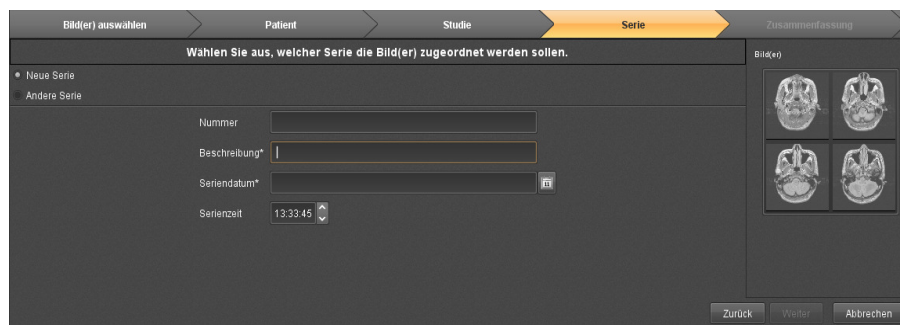 Bild(er) auswählen
Patient
Studie
Serie
Zusammenfassung
Wählen Sie aus, welcher Serie die Bild(er) zugeordnet werden sollen.
Bild(er)
Neue Serie
Andere Serie
Nummer
Beschreibung*
Seriendatum*
Serienzeit
13:33:45
Zurück
Weiter
Abbrechen